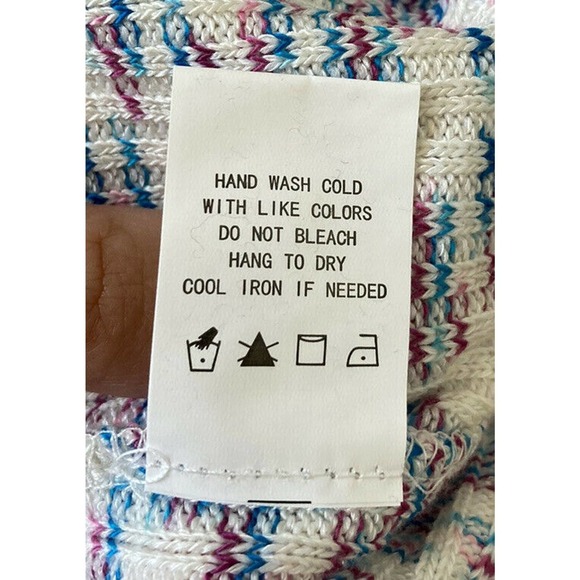 HAND WASH COLD
WITH LIKE COLORS
DO NOT BLEACH
HANG TO DRY
COOL IRON IF NEEDED